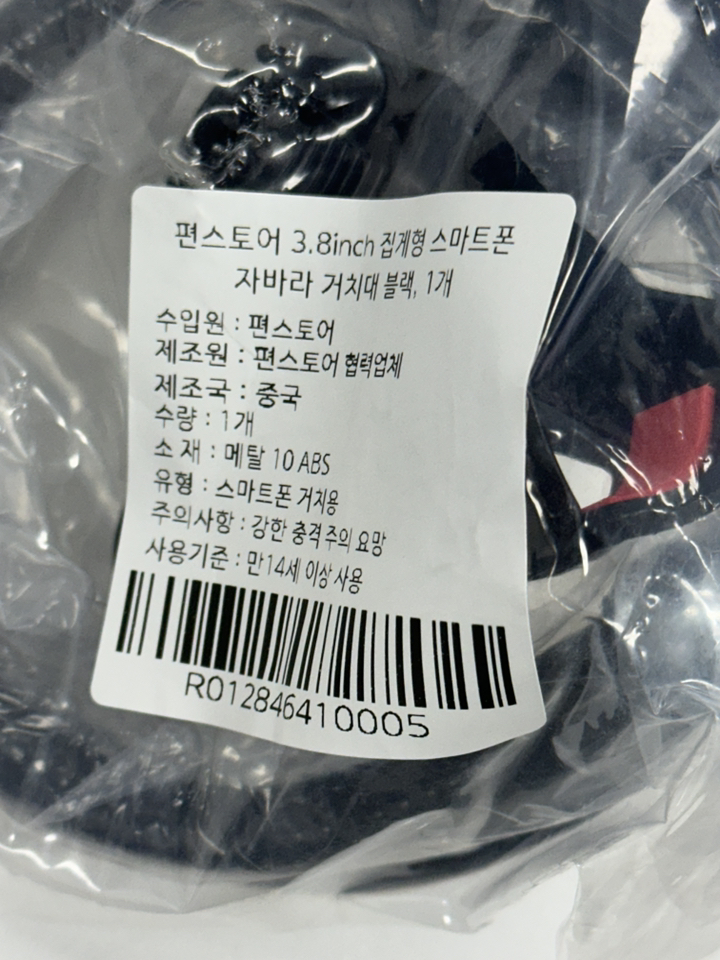 편스토어 3.8inch 집게형 스마트폰
자바라 거치대 블랙, 1개
수입원 : 편스토어
제조원 : 편스토어 협력업체
제조국 : 중국
수량 : 1개
소 재 : 메탈 10 ABS
유형 : 스마트폰 거치용
주의사항 : 강한 충격 주의 요망
사용기준 : 만 14세 이상 사용
R012846410005